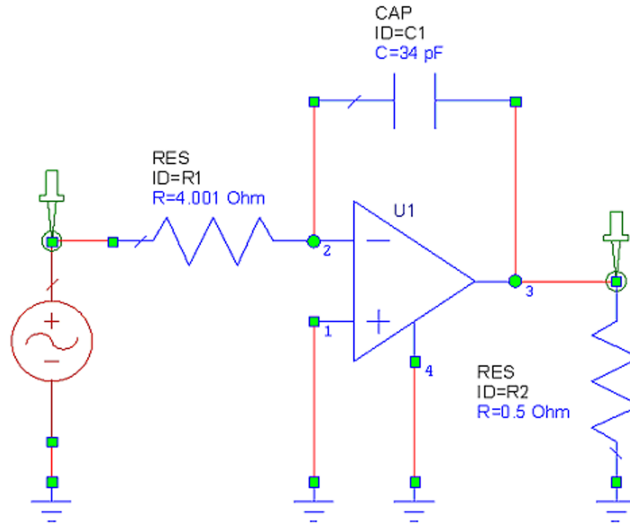 CAP
ID=C1
C=34 pF
RES
ID=R1
R=4.001 Ohm
U1
2
3
1
4
RES
ID=R2
R=0.5 Ohm